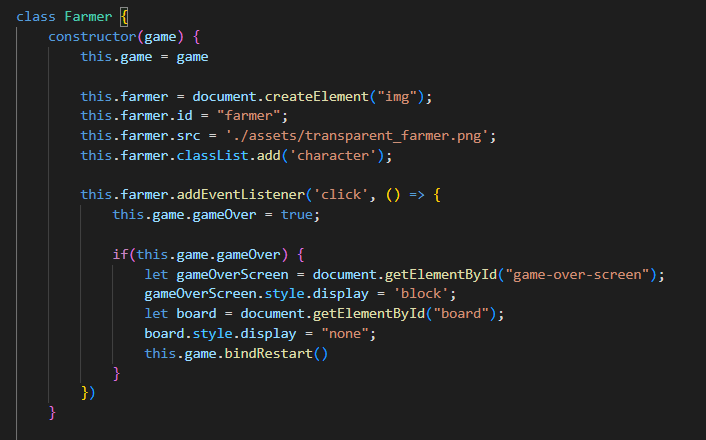 class Farmer {
    constructor(game) {
        this.game = game

        this.farmer = document.createElement("img");
        this.farmer.id = "farmer";
        this.farmer.src = './assets/transparent_farmer.png';
        this.farmer.classList.add('character');

        this.farmer.addEventListener('click', () => {
            this.game.gameOver = true;

            if(this.game.gameOver) {
                let gameOverScreen = document.getElementById("game-over-screen");
                gameOverScreen.style.display = 'block';
                let board = document.getElementById("board");
                board.style.display = "none";
                this.game.bindRestart()
            }
        })
    }